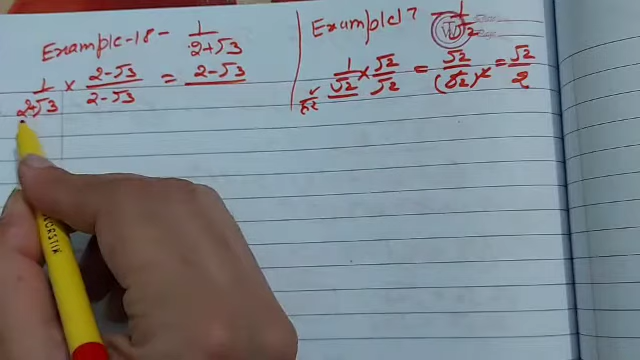 Example-18- 1/2+√3
1/2+√3 × 2-√3/2-√3 = 2-√3
Example 17 1/√2
1/√2 × √2/√2 = √2/(√2)² = √2/2